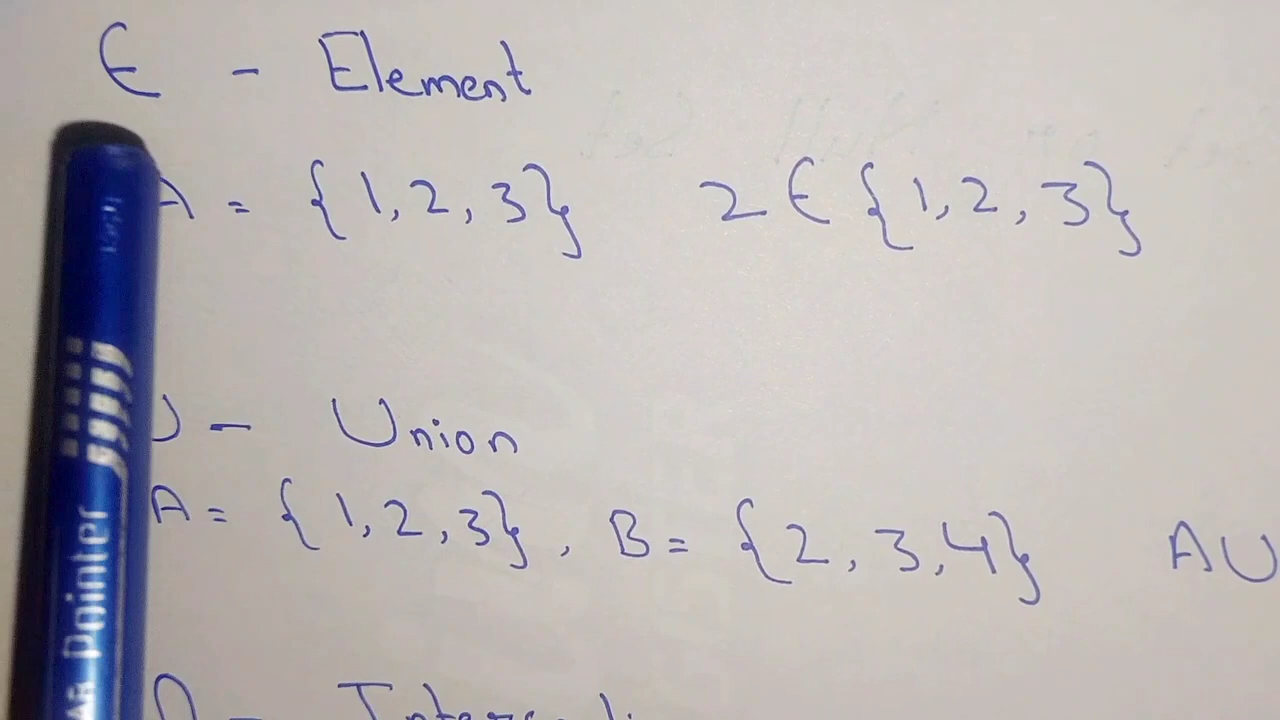 ∈ - Element
A = {1, 2, 3} 2 ∈ {1, 2, 3}
∪ - Union
A = {1, 2, 3}, B = {2, 3, 4} A ∪
∩ -
Pointer